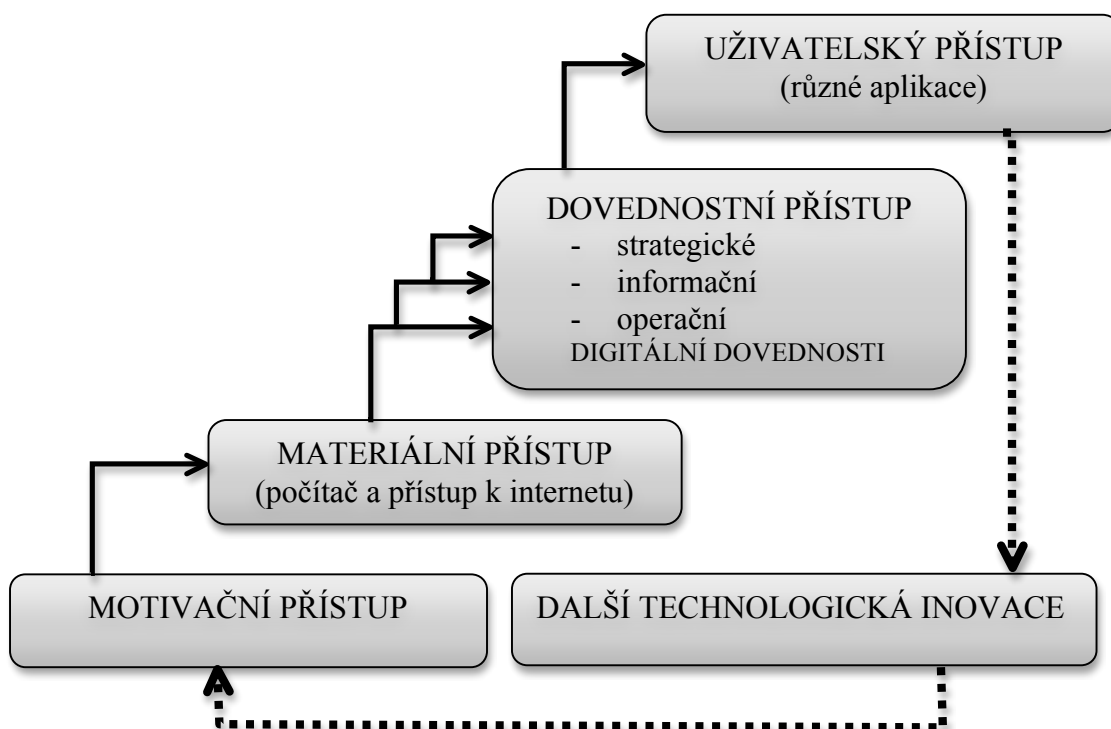 UŽIVATELSKÝ PŘÍSTUP
(různé aplikace)
DOVEDNOSTNÍ PŘÍSTUP
- strategické
- informační
- operační
DIGITÁLNÍ DOVEDNOSTI
MATERIÁLNÍ PŘÍSTUP
(počítač a přístup k internetu)
MOTIVAČNÍ PŘÍSTUP
DALŠÍ TECHNOLOGICKÁ INOVACE